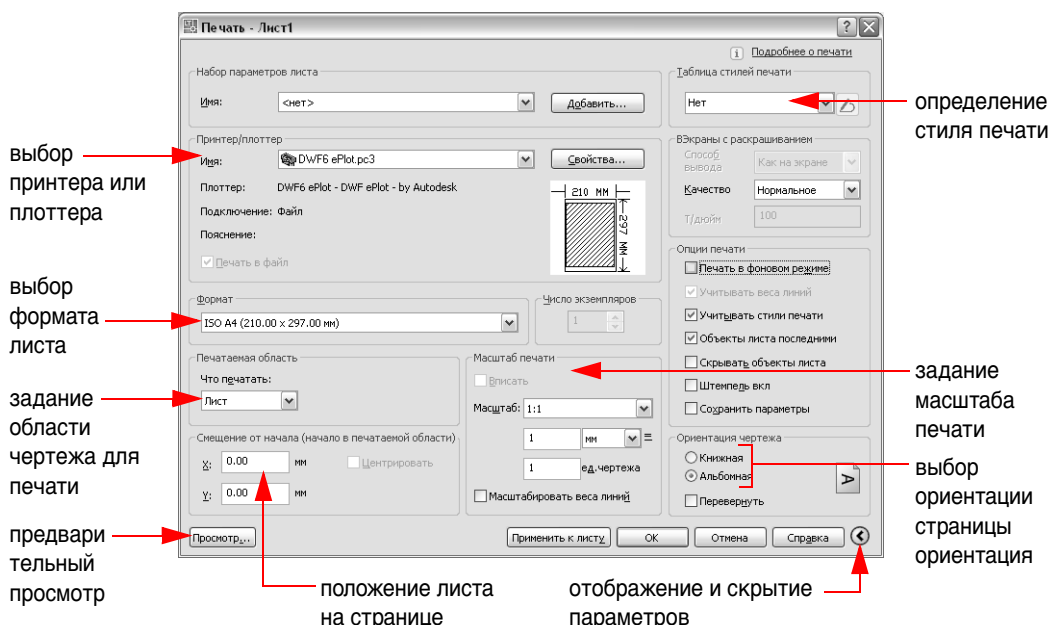 Печать - Лист1
Подробнее о печати
Набор параметров листа
Имя:
<нет>
Добавить...
Таблица стилей печати
Нет
определение
стиля печати
выбор
принтера или
плоттера
Принтер/плоттер
Имя:
DWF6 ePlot.pc3
Свойства...
Плоттер:
DWF6 ePlot - DWF ePlot - by Autodesk
Подключение: Файл
Пояснение:
Печать в файл
210 MM
297 MM
ВЭкраны с раскрашиванием
Способ
вывода
Как на экране
Качество
Нормальное
Т/дюйм
100
выбор
формата
листа
Формат
ISO A4 (210.00 x 297.00 мм)
Число экземпляров
1
Опции печати
Печать в фоновом режиме
Учитывать веса линий
Учитывать стили печати
Объекты листа последними
Скрывать объекты листа
Штемпель вкл
Сохранить параметры
задание
области
чертежа для
печати
Печатаемая область
Что печатать:
Лист
Масштаб печати
Вписать
Масштаб: 1:1
1
мм
=
1
ед.чертежа
Масштабировать веса линий
задание
масштаба
печати
Смещение от начала (начало в печатаемой области)
X: 0.00 мм
Центрировать
Y: 0.00 мм
Ориентация чертежа
Книжная
Альбомная
Перевернуть
A
выбор
ориентации
страницы
ориентация
предвари
тельный
просмотр
Просмотр...
Применить к листу
ОК
Отмена
Справка
положение листа
на странице
отображение и скрытие
параметров